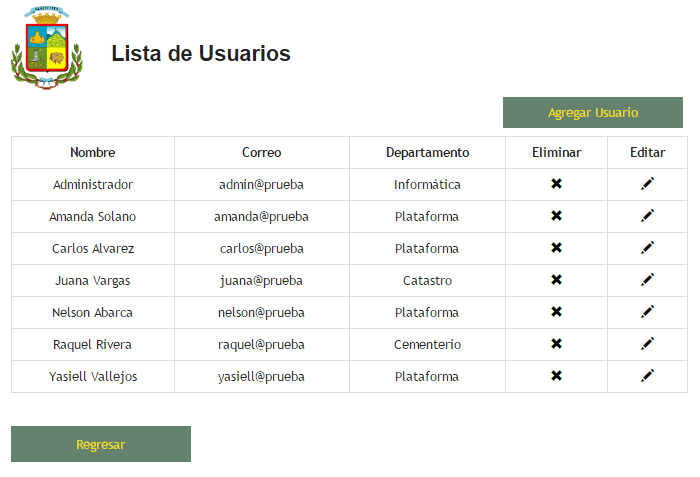 Lista de Usuarios
Agregar Usuario
Nombre Correo Departamento Eliminar Editar
Administrador admin@prueba Informática
Amanda Solano amanda@prueba Plataforma
Carlos Alvarez carlos@prueba Plataforma
Juana Vargas juana@prueba Catastro
Nelson Abarca nelson@prueba Plataforma
Raquel Rivera raquel@prueba Cementerio
Yasiell Vallejos yasiell@prueba Plataforma
Regresar